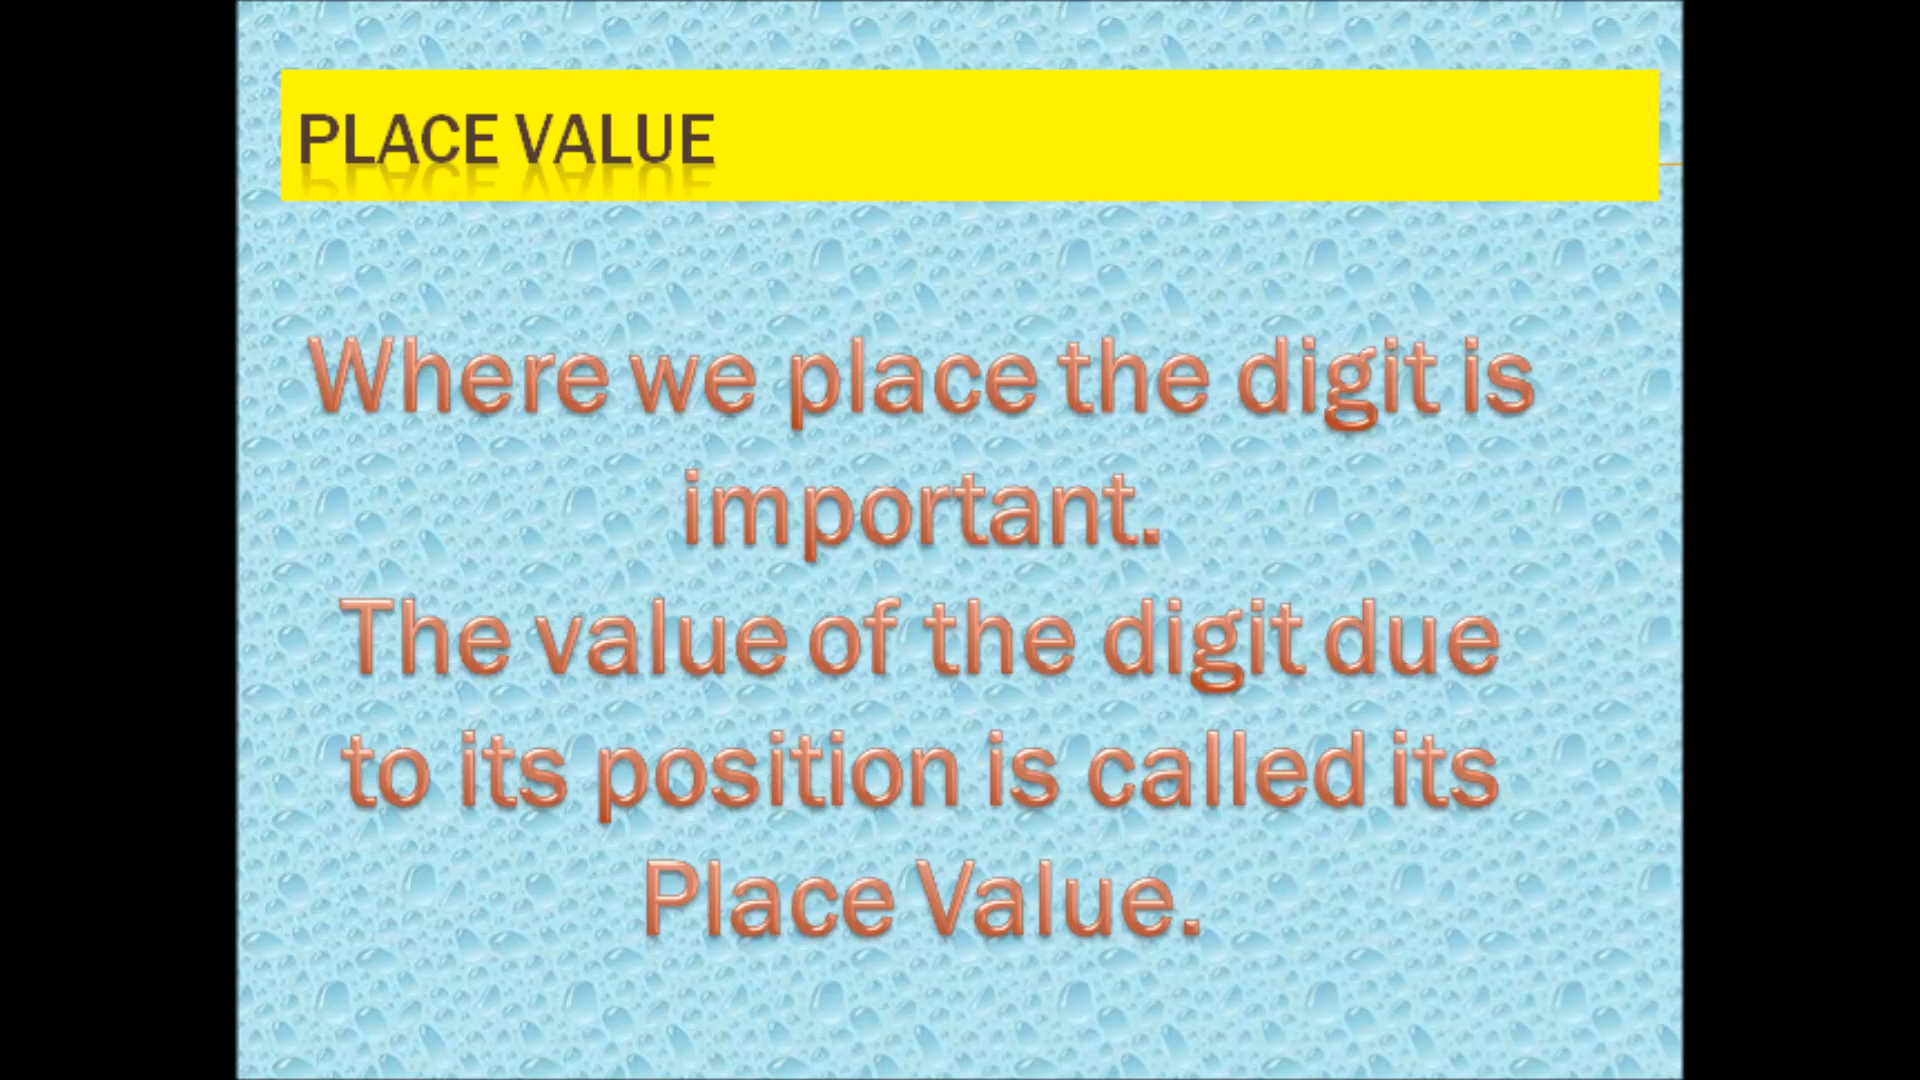 PLACE VALUE
Where we place the digit is
important.
The value of the digit due
to its position is called its
Place Value.